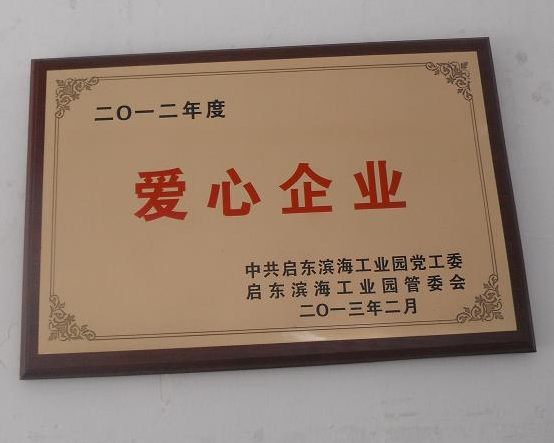 二〇一二年度
爱心企业
中共启东滨海工业园党工委
启东滨海工业园管委会
二〇一三年二月